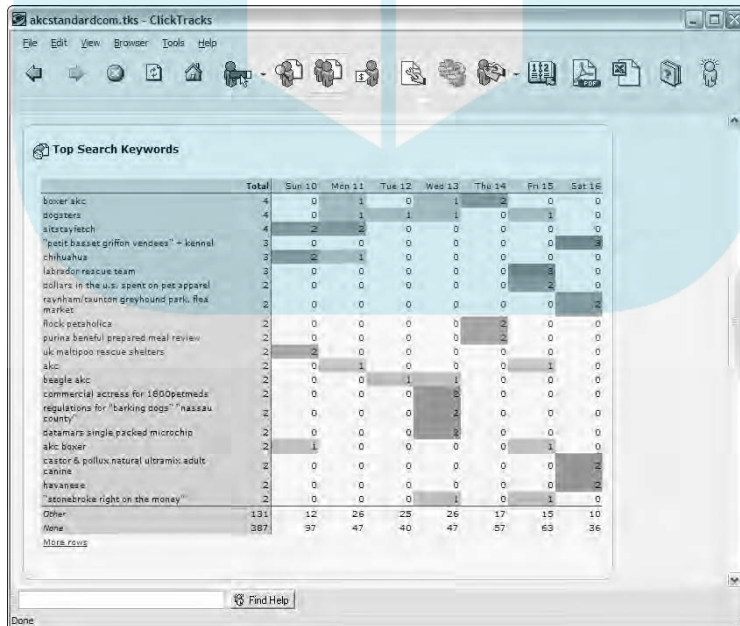 akcstandardcom.tks - ClickTracks
File Edit View Browser Tools Help
PDF
Top Search Keywords
Total Sun 10 Mon 11 Tue 12 Wed 13 Thu 14 Fri 15 Sat 16
boxer akc 4 0 1 0 1 2 0 0
dogsters 4 0 1 1 1 0 1 0
sitstayfetch 4 2 2 0 0 0 0 0
"petit basset griffon vendees" + kennel 3 0 0 0 0 0 0 3
chihuahua 3 2 1 0 0 0 0 0
labrador rescue team 3 0 0 0 0 0 3 0
dollars in the u.s. spent on pet apparel 2 0 0 0 0 0 2 0
raynham/taunton greyhound park, flea
market 2 0 0 0 0 0 0 2
flock petaholica 2 0 0 0 0 2 0 0
purina beneful prepared meal review 2 0 0 0 0 2 0 0
uk maltipoo rescue shelters 2 2 0 0 0 0 0 0
akc 2 0 1 0 0 0 1 0
beagle akc 2 0 0 1 1 0 0 0
commercial actress for 1800petmeds 2 0 0 0 2 0 0 0
regulations for "barking dogs" "nassau
county" 2 0 0 0 2 0 0 0
datamars single packed microchip 2 0 0 0 2 0 0 0
akc boxer 2 1 0 0 0 0 1 0
castor & pollux natural ultramix adult
canine 2 0 0 0 0 0 0 2
havanese 2 0 0 0 0 0 0 2
"stonebroke right on the money" 2 0 0 0 1 0 1 0
Other 131 12 26 25 26 17 15 10
None 387 97 47 40 47 57 63 36
More rows
Find Help
Done